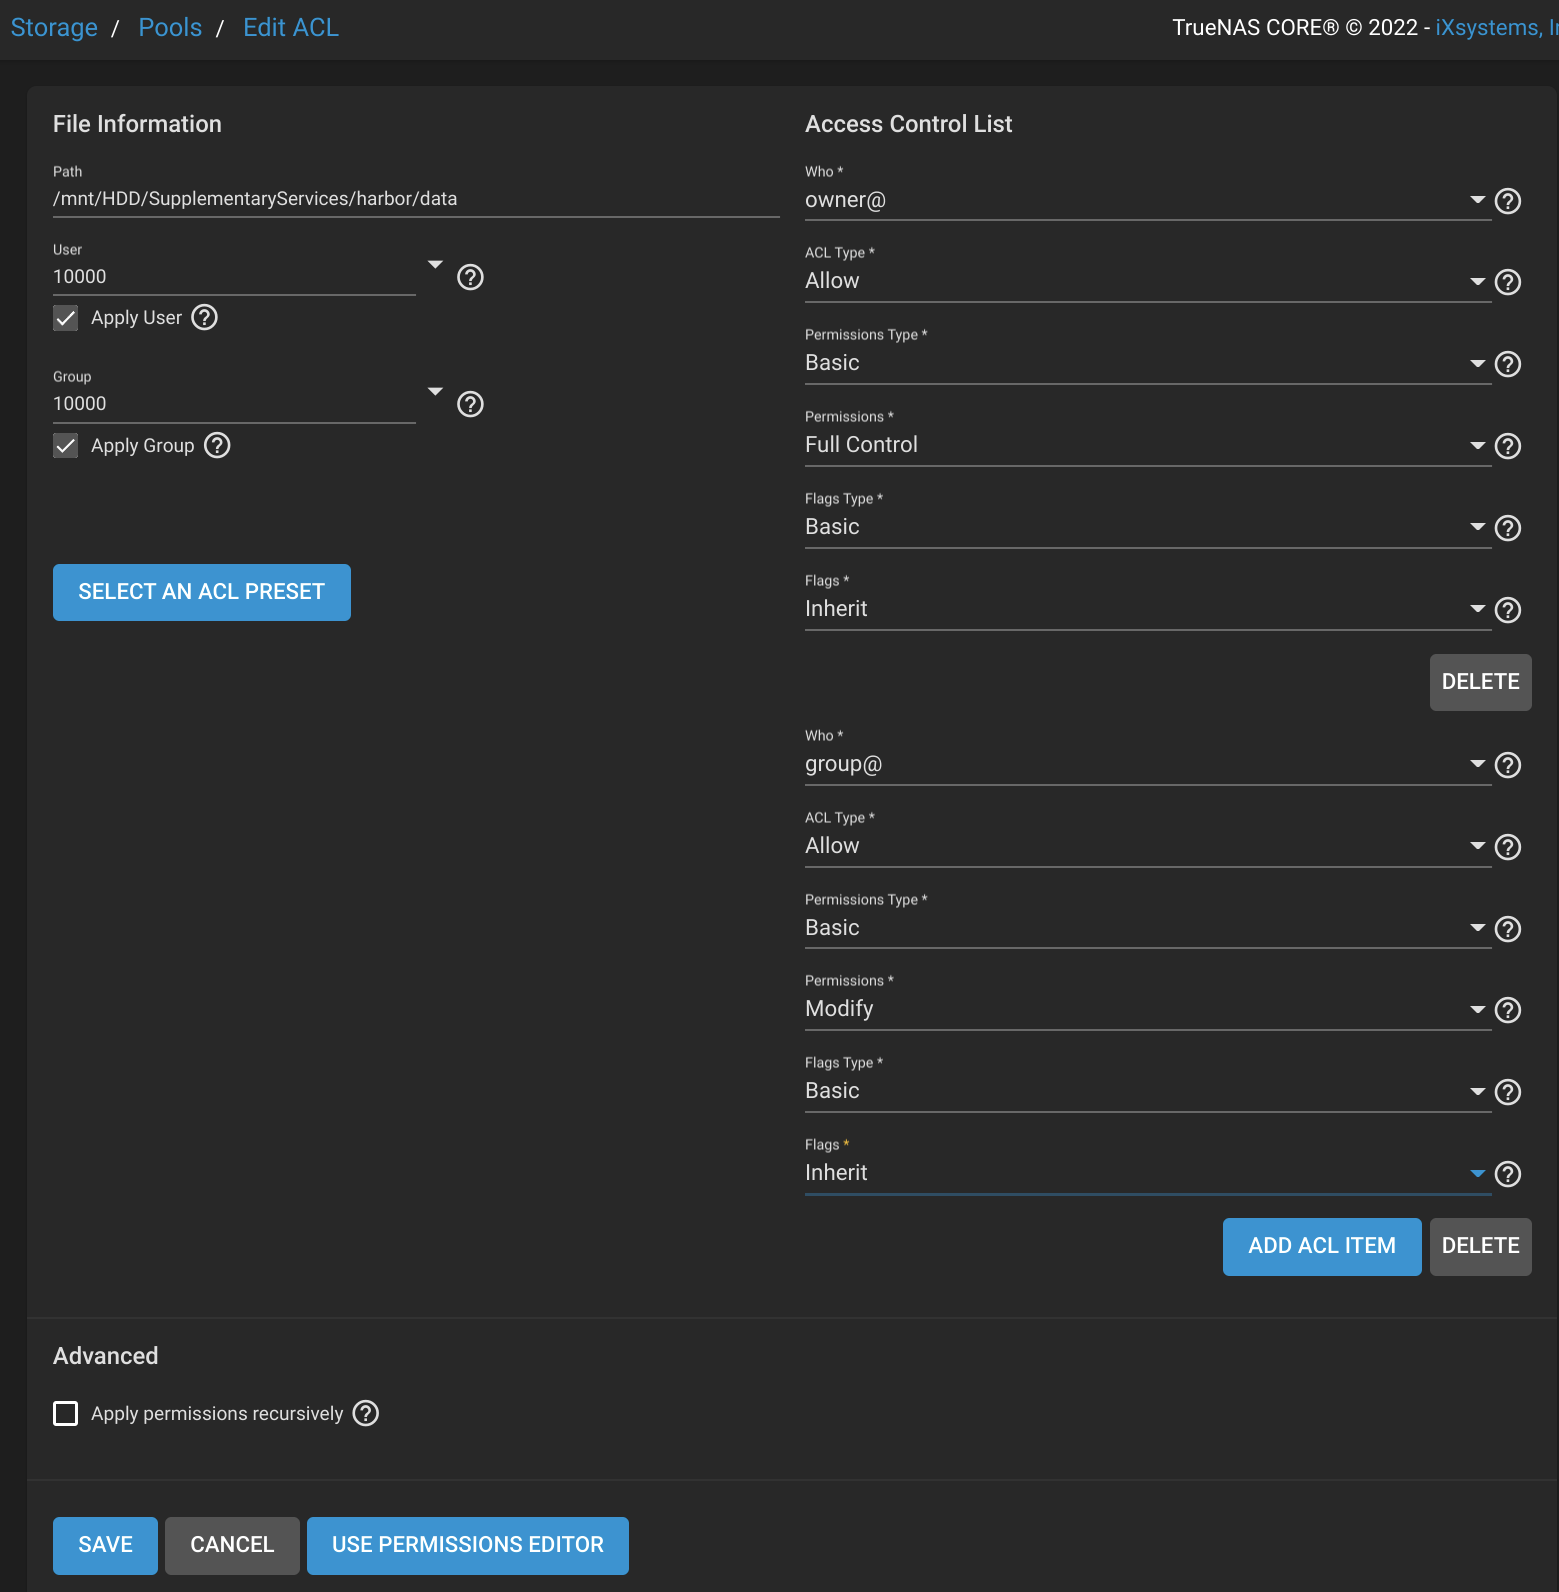 Storage / Pools / Edit ACL
TrueNAS CORE® © 2022 - iXsystems,
File Information
Path
/mnt/HDD/SupplementaryServices/harbor/data
User
10000
Apply User
Group
10000
Apply Group
SELECT AN ACL PRESET
Access Control List
Who *
owner@
ACL Type *
Allow
Permissions Type *
Basic
Permissions *
Full Control
Flags Type *
Basic
Flags *
Inherit
DELETE
Who *
group@
ACL Type *
Allow
Permissions Type *
Basic
Permissions *
Modify
Flags Type *
Basic
Flags *
Inherit
ADD ACL ITEM
DELETE
Advanced
Apply permissions recursively
SAVE
CANCEL
USE PERMISSIONS EDITOR